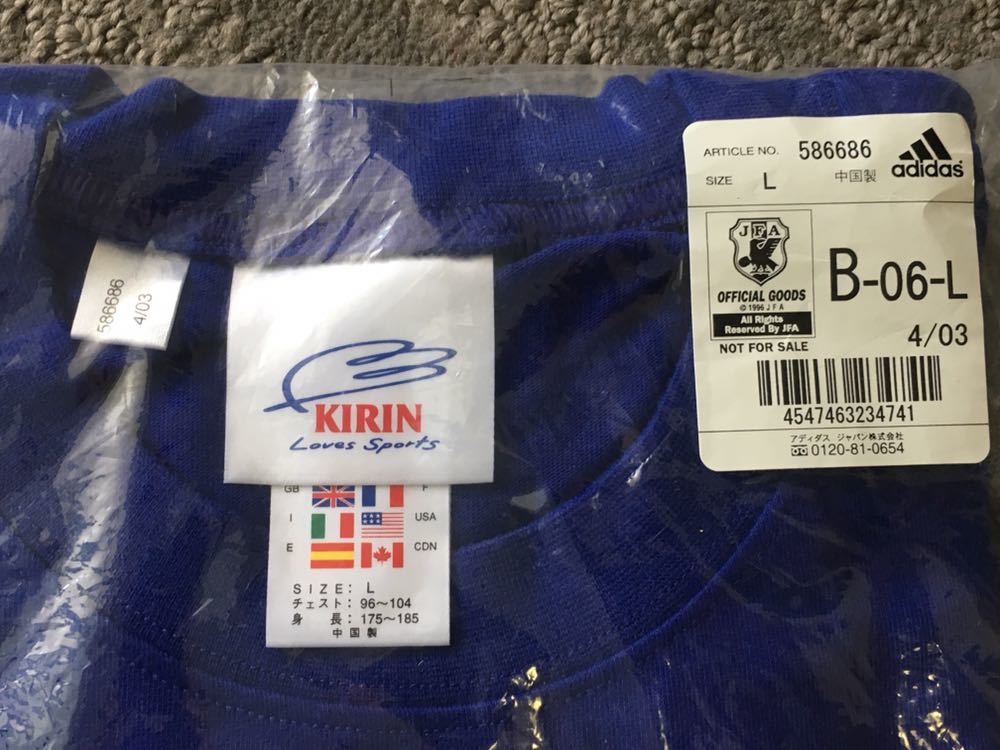 586686
4/03
KIRIN
Loves Sports
GB F
I USA
E CDN
SIZE: L
チェスト: 96～104
身 長: 175～185
中国製
ARTICLE NO. 586686
SIZE L 中国製
adidas
JFA
OFFICIAL GOODS
© 1996 JFA
All Rights
Reserved By JFA
NOT FOR SALE
B-06-L
4/03
4547463234741
アディダス ジャパン株式会社
0120-81-0654